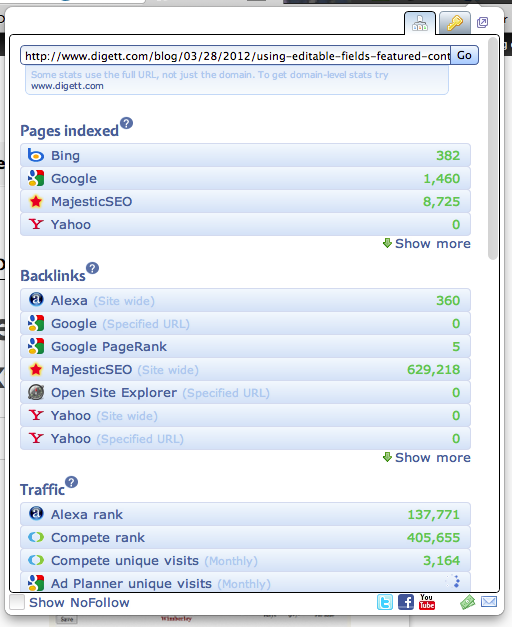 http://www.digett.com/blog/03/28/2012/using-editable-fields-featured-cont Go
Some stats use the full URL, not just the domain. To get domain-level stats try
www.digett.com
Pages indexed ?
Bing 382
Google 1,460
MajesticSEO 8,725
Yahoo 0
Show more
Backlinks ?
Alexa (Site wide) 360
Google (Specified URL) 0
Google PageRank 5
MajesticSEO (Site wide) 629,218
Open Site Explorer (Specified URL) 0
Yahoo (Site wide) 0
Yahoo (Specified URL) 0
Show more
Traffic ?
Alexa rank 137,771
Compete rank 405,655
Compete unique visits (Monthly) 3,164
Ad Planner unique visits (Monthly)
Show NoFollow
You Tube
Save Wimberley